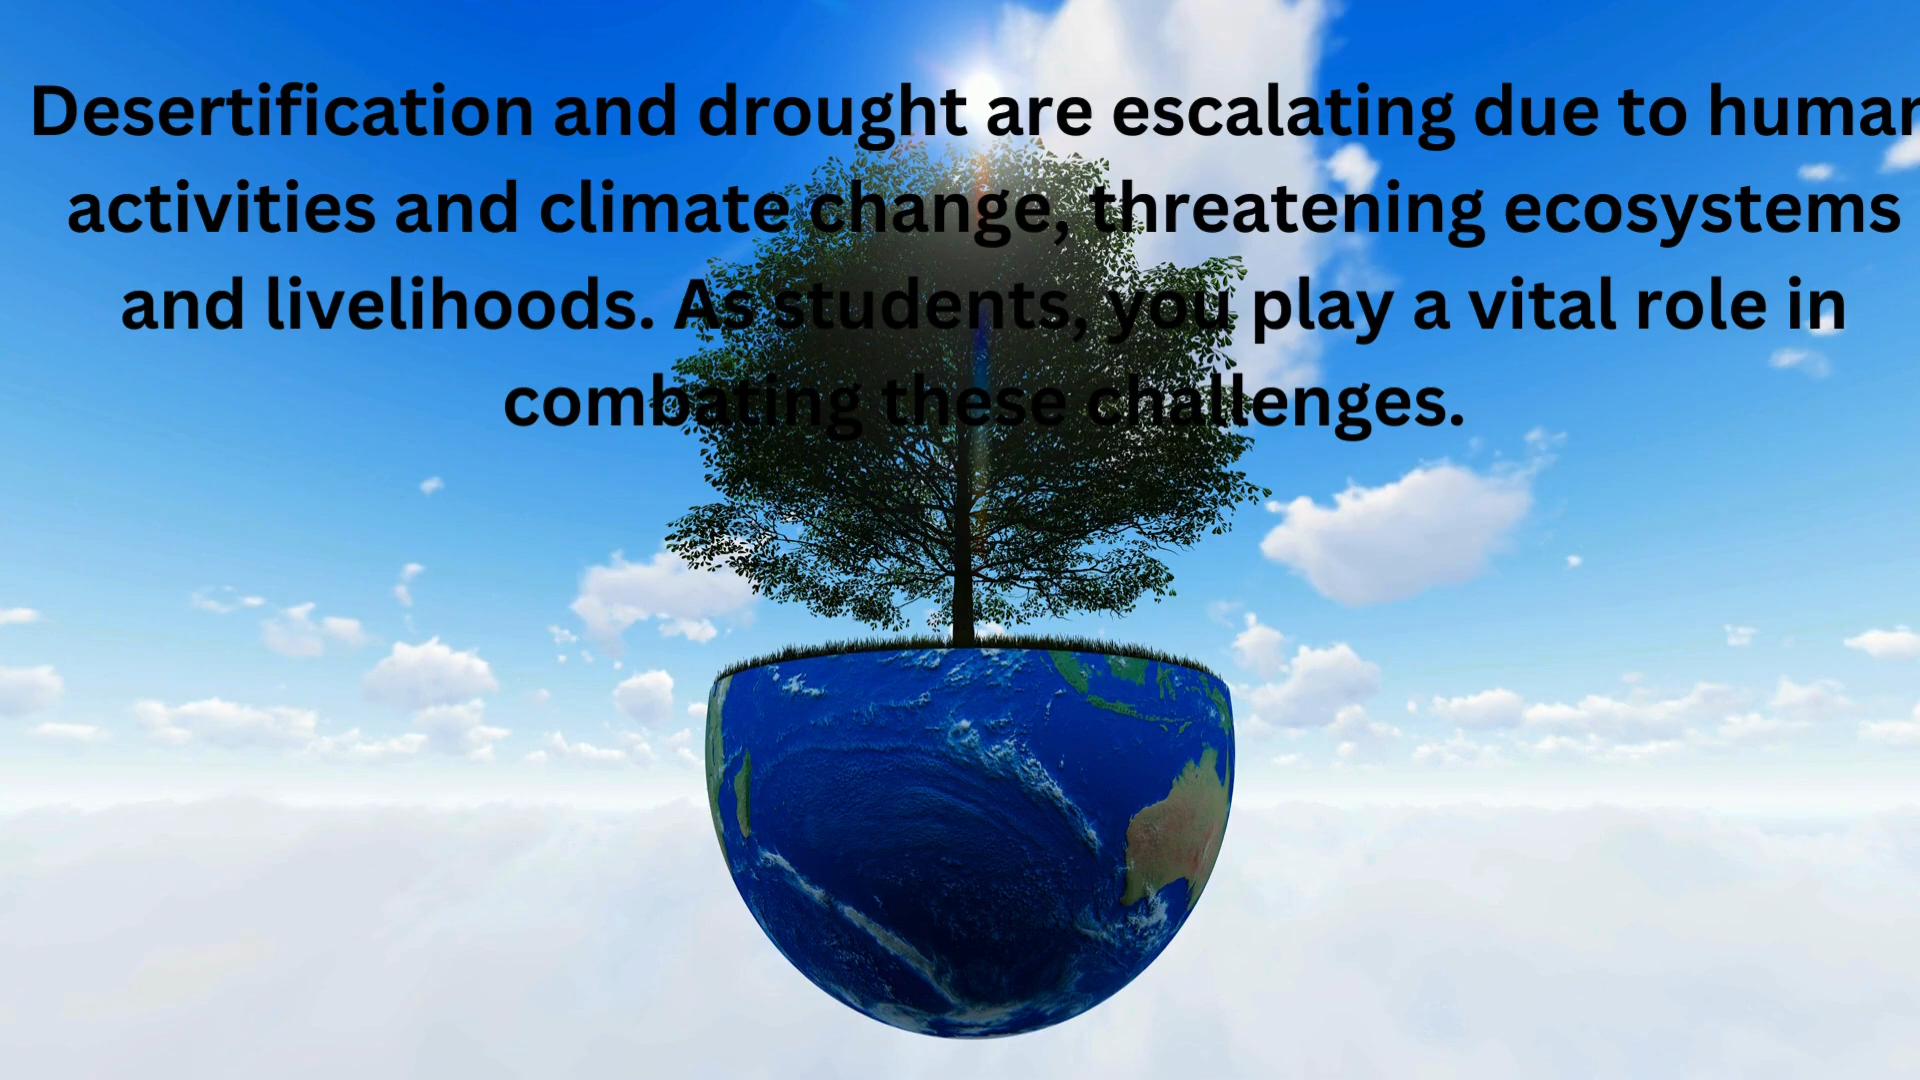 Desertification and drought are escalating due to human
activities and climate change, threatening ecosystems
and livelihoods. As students, you play a vital role in
combating these challenges.